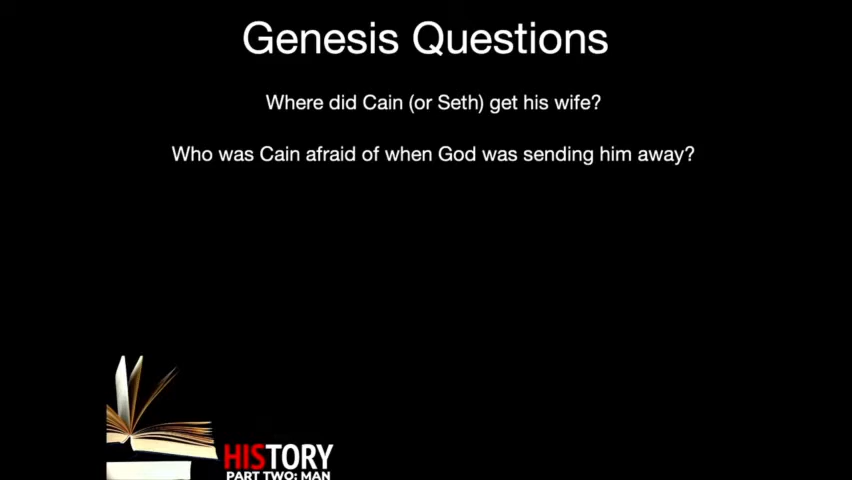 Genesis Questions
Where did Cain (or Seth) get his wife?
Who was Cain afraid of when God was sending him away?
HISTORY
PART TWO: MAN